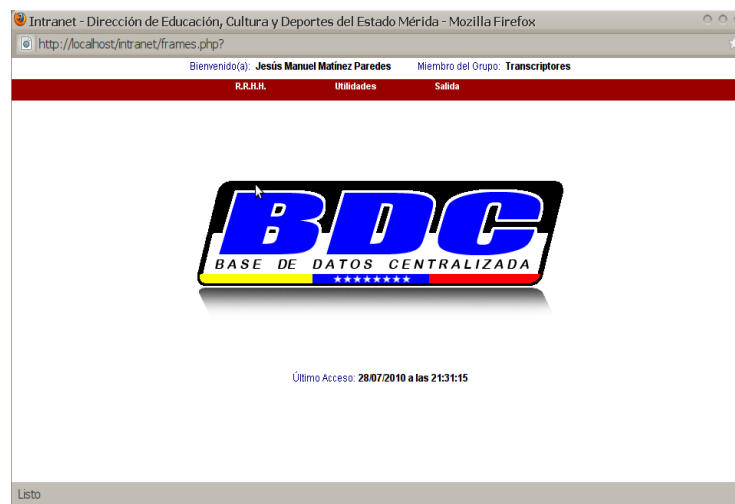 Intranet - Dirección de Educación, Cultura y Deportes del Estado Mérida - Mozilla Firefox
http://localhost/intranet/frames.php?
Bienvenido(a): Jesús Manuel Matínez Paredes Miembro del Grupo: Transcriptores
R.R.H.H. Utilidades Salida
BDC
BASE DE DATOS CENTRALIZADA
Último Acceso: 28/07/2010 a las 21:31:15
Listo